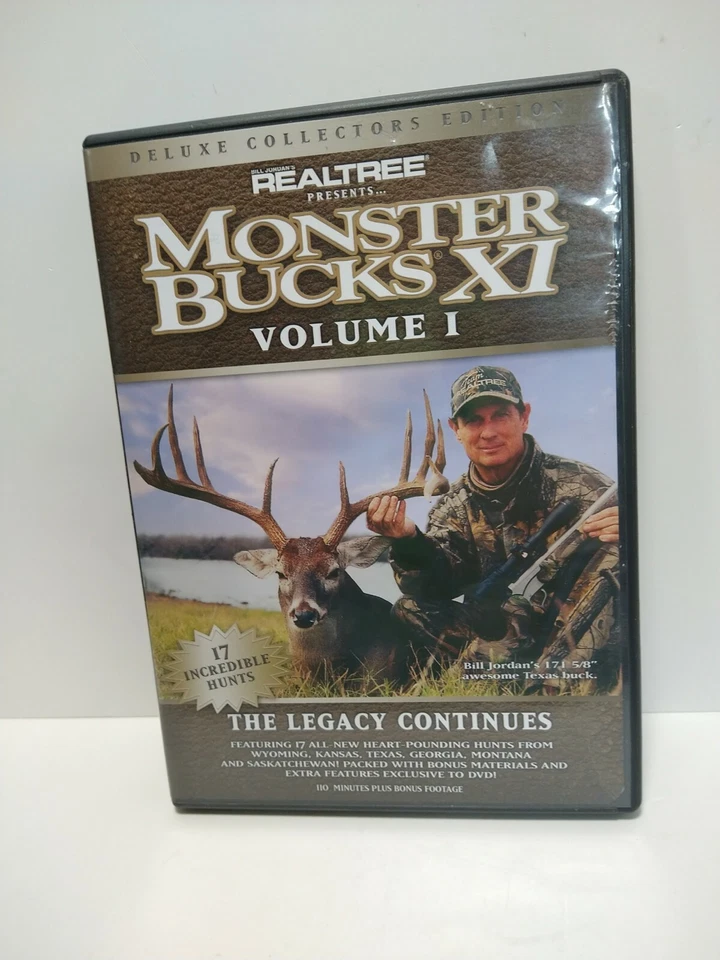 DELUXE COLLECTORS EDITION
BILL JORDAN'S
REALTREE®
PRESENTS...
MONSTER
BUCKS® XI
VOLUME I
REALTREE
17
INCREDIBLE
HUNTS
Bill Jordan's 171 5/8"
awesome Texas buck.
THE LEGACY CONTINUES
FEATURING 17 ALL-NEW HEART-POUNDING HUNTS FROM
WYOMING, KANSAS, TEXAS, GEORGIA, MONTANA
AND SASKATCHEWAN! PACKED WITH BONUS MATERIALS AND
EXTRA FEATURES EXCLUSIVE TO DVD!
110 MINUTES PLUS BONUS FOOTAGE